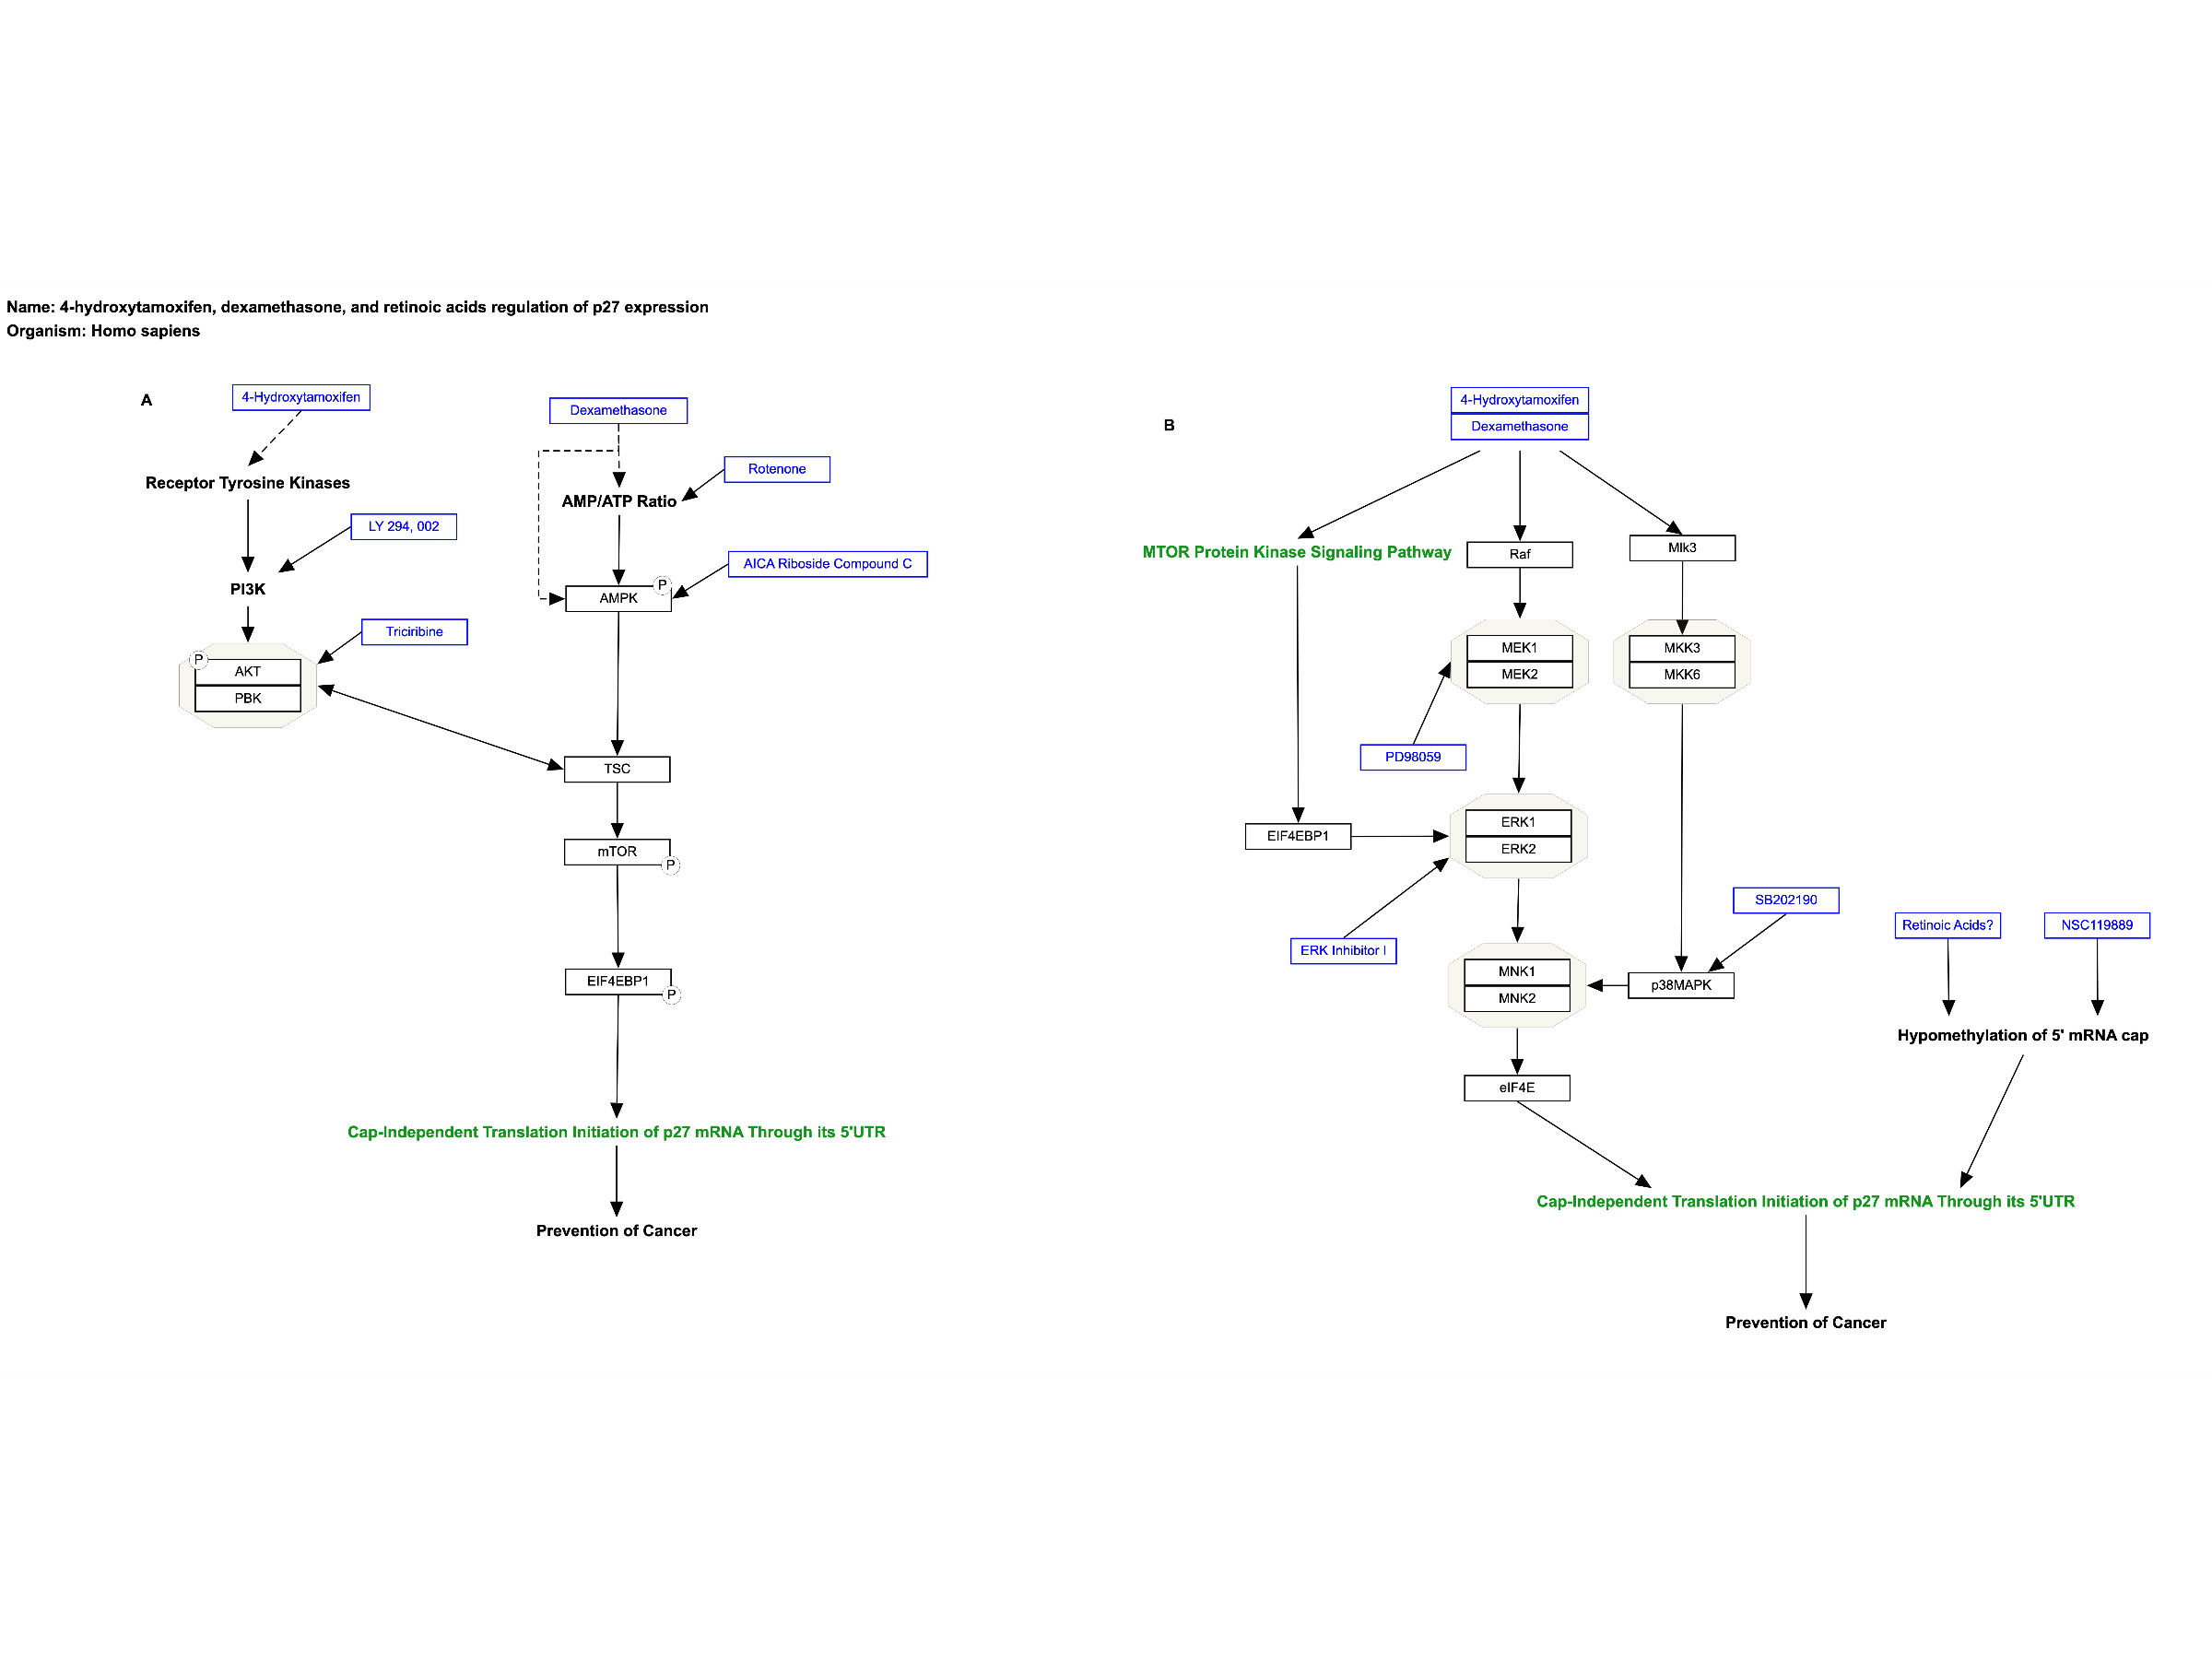 Name: 4-hydroxytamoxifen, dexamethasone, and retinoic acids regulation of p27 expression
Organism: Homo sapiens
A
4-Hydroxytamoxifen
Dexamethasone
Rotenone
Receptor Tyrosine Kinases
AMP/ATP Ratio
LY 294, 002
AICA Riboside Compound C
PI3K
P
AMPK
Triciribine
P
AKT
PBK
TSC
mTOR
P
EIF4EBP1
P
Cap-Independent Translation Initiation of p27 mRNA Through its 5'UTR
Prevention of Cancer
B
4-Hydroxytamoxifen
Dexamethasone
MTOR Protein Kinase Signaling Pathway
Raf
Mlk3
MEK1
MEK2
MKK3
MKK6
PD98059
EIF4EBP1
ERK1
ERK2
SB202190
Retinoic Acids?
NSC119889
ERK Inhibitor I
MNK1
MNK2
p38MAPK
Hypomethylation of 5' mRNA cap
eIF4E
Cap-Independent Translation Initiation of p27 mRNA Through its 5'UTR
Prevention of Cancer